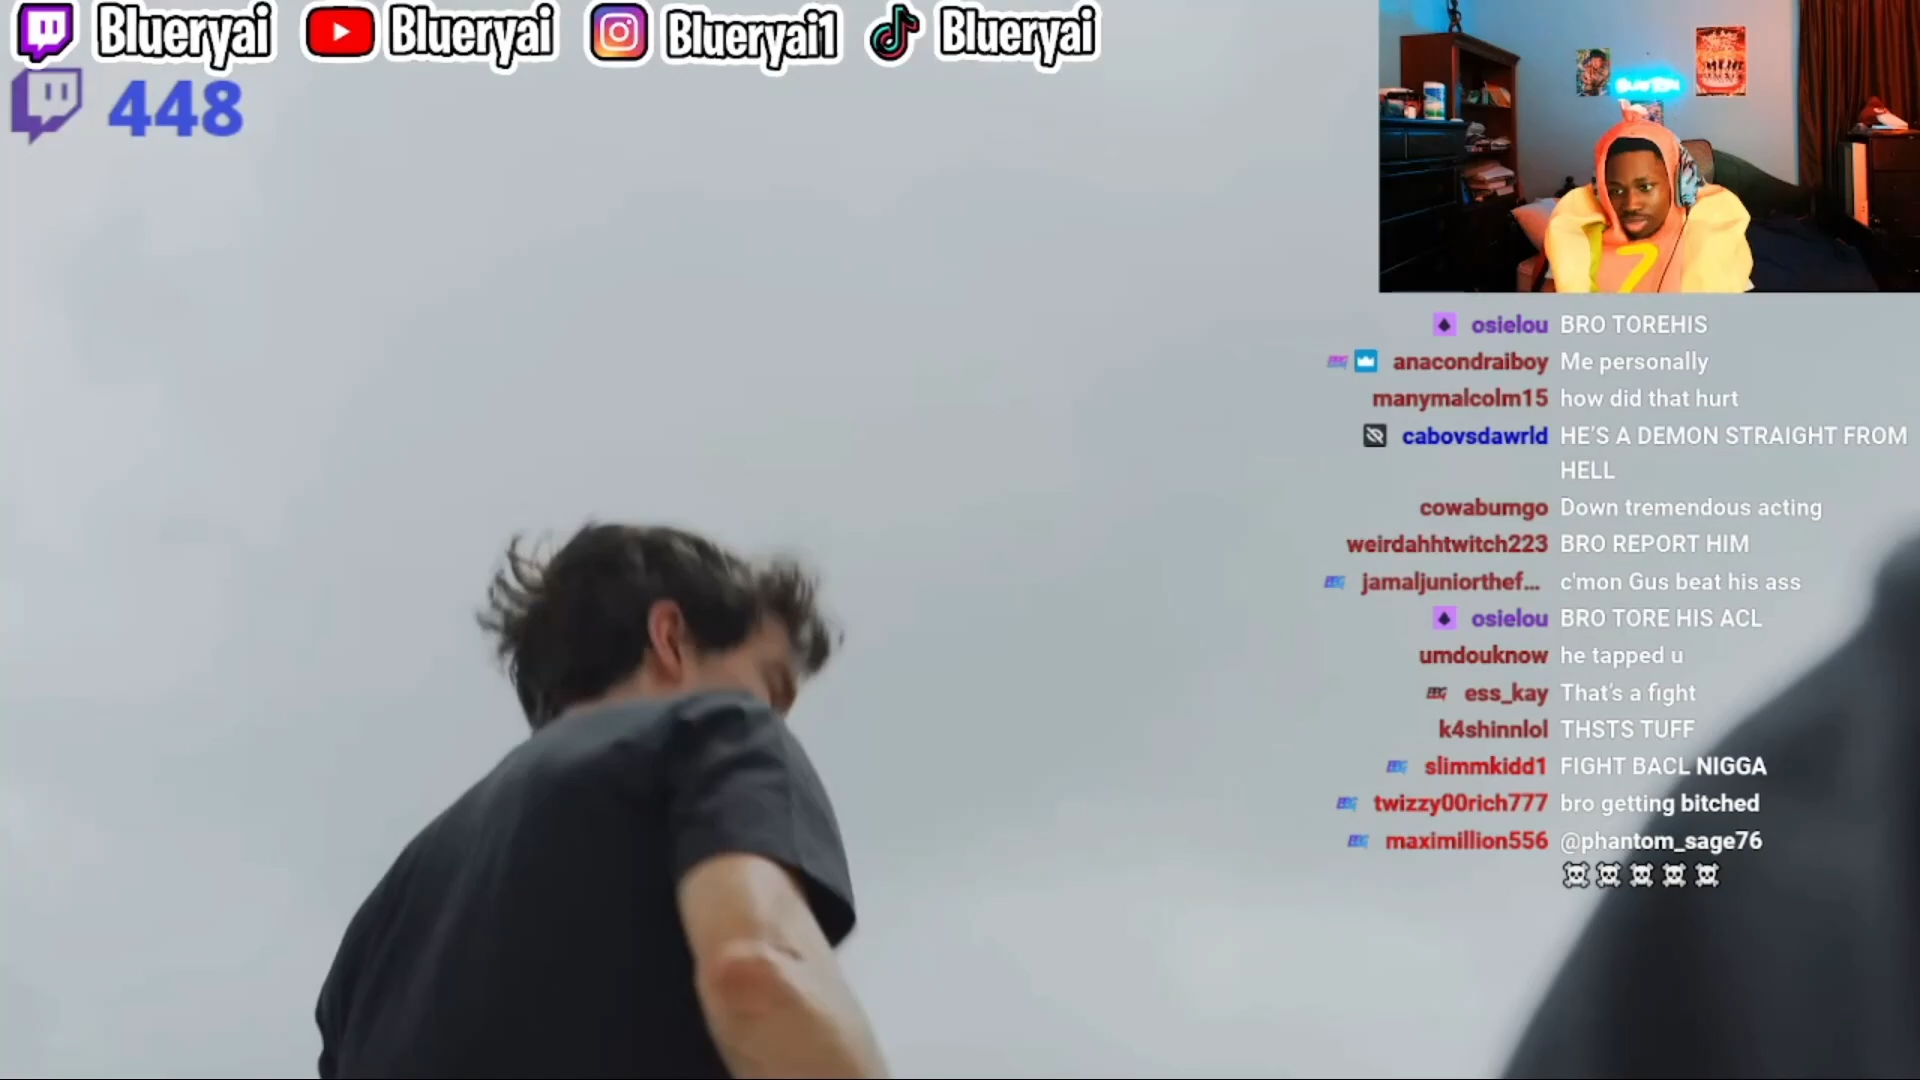 Blueryai Blueryai Blueryai1 Blueryai
448
osielou BRO TOREHIS
anacondraiboy Me personally
manymalcolm15 how did that hurt
cabovsdawrld HE'S A DEMON STRAIGHT FROM
HELL
cowabumgo Down tremendous acting
weirdahhtwitch223 BRO REPORT HIM
jamaljuniorthef... c'mon Gus beat his ass
osielou BRO TORE HIS ACL
umdouknow he tapped u
ess_kay That's a fight
k4shinnlol THSTS TUFF
slimmkidd1 FIGHT BACL NIGGA
twizzy00rich777 bro getting bitched
maximillion556 @phantom_sage76
☠☠☠☠☠